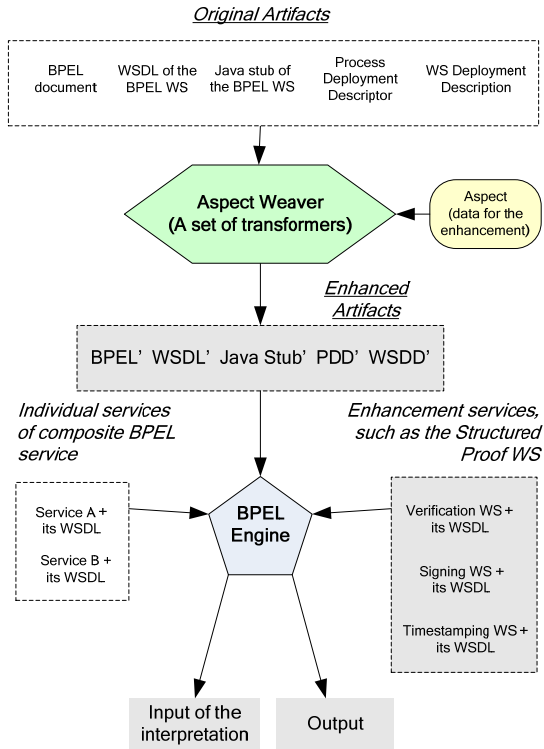 Original Artifacts
BPEL
document
WSDL of the
BPEL WS
Java stub of
the BPEL WS
Process
Deployment
Descriptor
WS Deployment
Description
Aspect Weaver
(A set of transformers)
Aspect
(data for the
enhancement)
Enhanced
Artifacts
BPEL’ WSDL’ Java Stub’ PDD’ WSDD’
Individual services
of composite BPEL
service
Enhancement services,
such as the Structured
Proof WS
Service A +
its WSDL
Service B +
its WSDL
BPEL
Engine
Verification WS +
its WSDL
Signing WS +
its WSDL
Timestamping WS +
its WSDL
Input of the
interpretation
Output